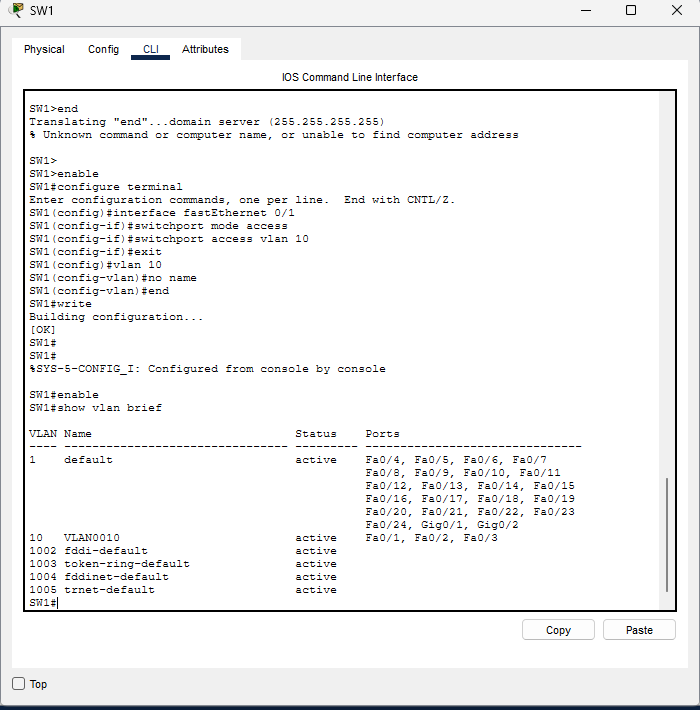 SW1
Physical Config CLI Attributes
IOS Command Line Interface
SW1>end
Translating "end"...domain server (255.255.255.255)
% Unknown command or computer name, or unable to find computer address
SW1>
SW1>enable
SW1#configure terminal
Enter configuration commands, one per line.  End with CNTL/Z.
SW1(config)#interface fastEthernet 0/1
SW1(config-if)#switchport mode access
SW1(config-if)#switchport access vlan 10
SW1(config-if)#exit
SW1(config)#vlan 10
SW1(config-vlan)#no name
SW1(config-vlan)#end
SW1#write
Building configuration...
[OK]
SW1#
SW1#
%SYS-5-CONFIG_I: Configured from console by console
SW1#enable
SW1#show vlan brief
VLAN Name                             Status    Ports
---- -------------------------------- --------- -------------------------------
1    default                          active    Fa0/4, Fa0/5, Fa0/6, Fa0/7
                                                Fa0/8, Fa0/9, Fa0/10, Fa0/11
                                                Fa0/12, Fa0/13, Fa0/14, Fa0/15
                                                Fa0/16, Fa0/17, Fa0/18, Fa0/19
                                                Fa0/20, Fa0/21, Fa0/22, Fa0/23
                                                Fa0/24, Gig0/1, Gig0/2
10   VLAN0010                         active    Fa0/1, Fa0/2, Fa0/3
1002 fddi-default                     active
1003 token-ring-default               active
1004 fddinet-default                  active
1005 trnet-default                    active
SW1#
Copy Paste
Top